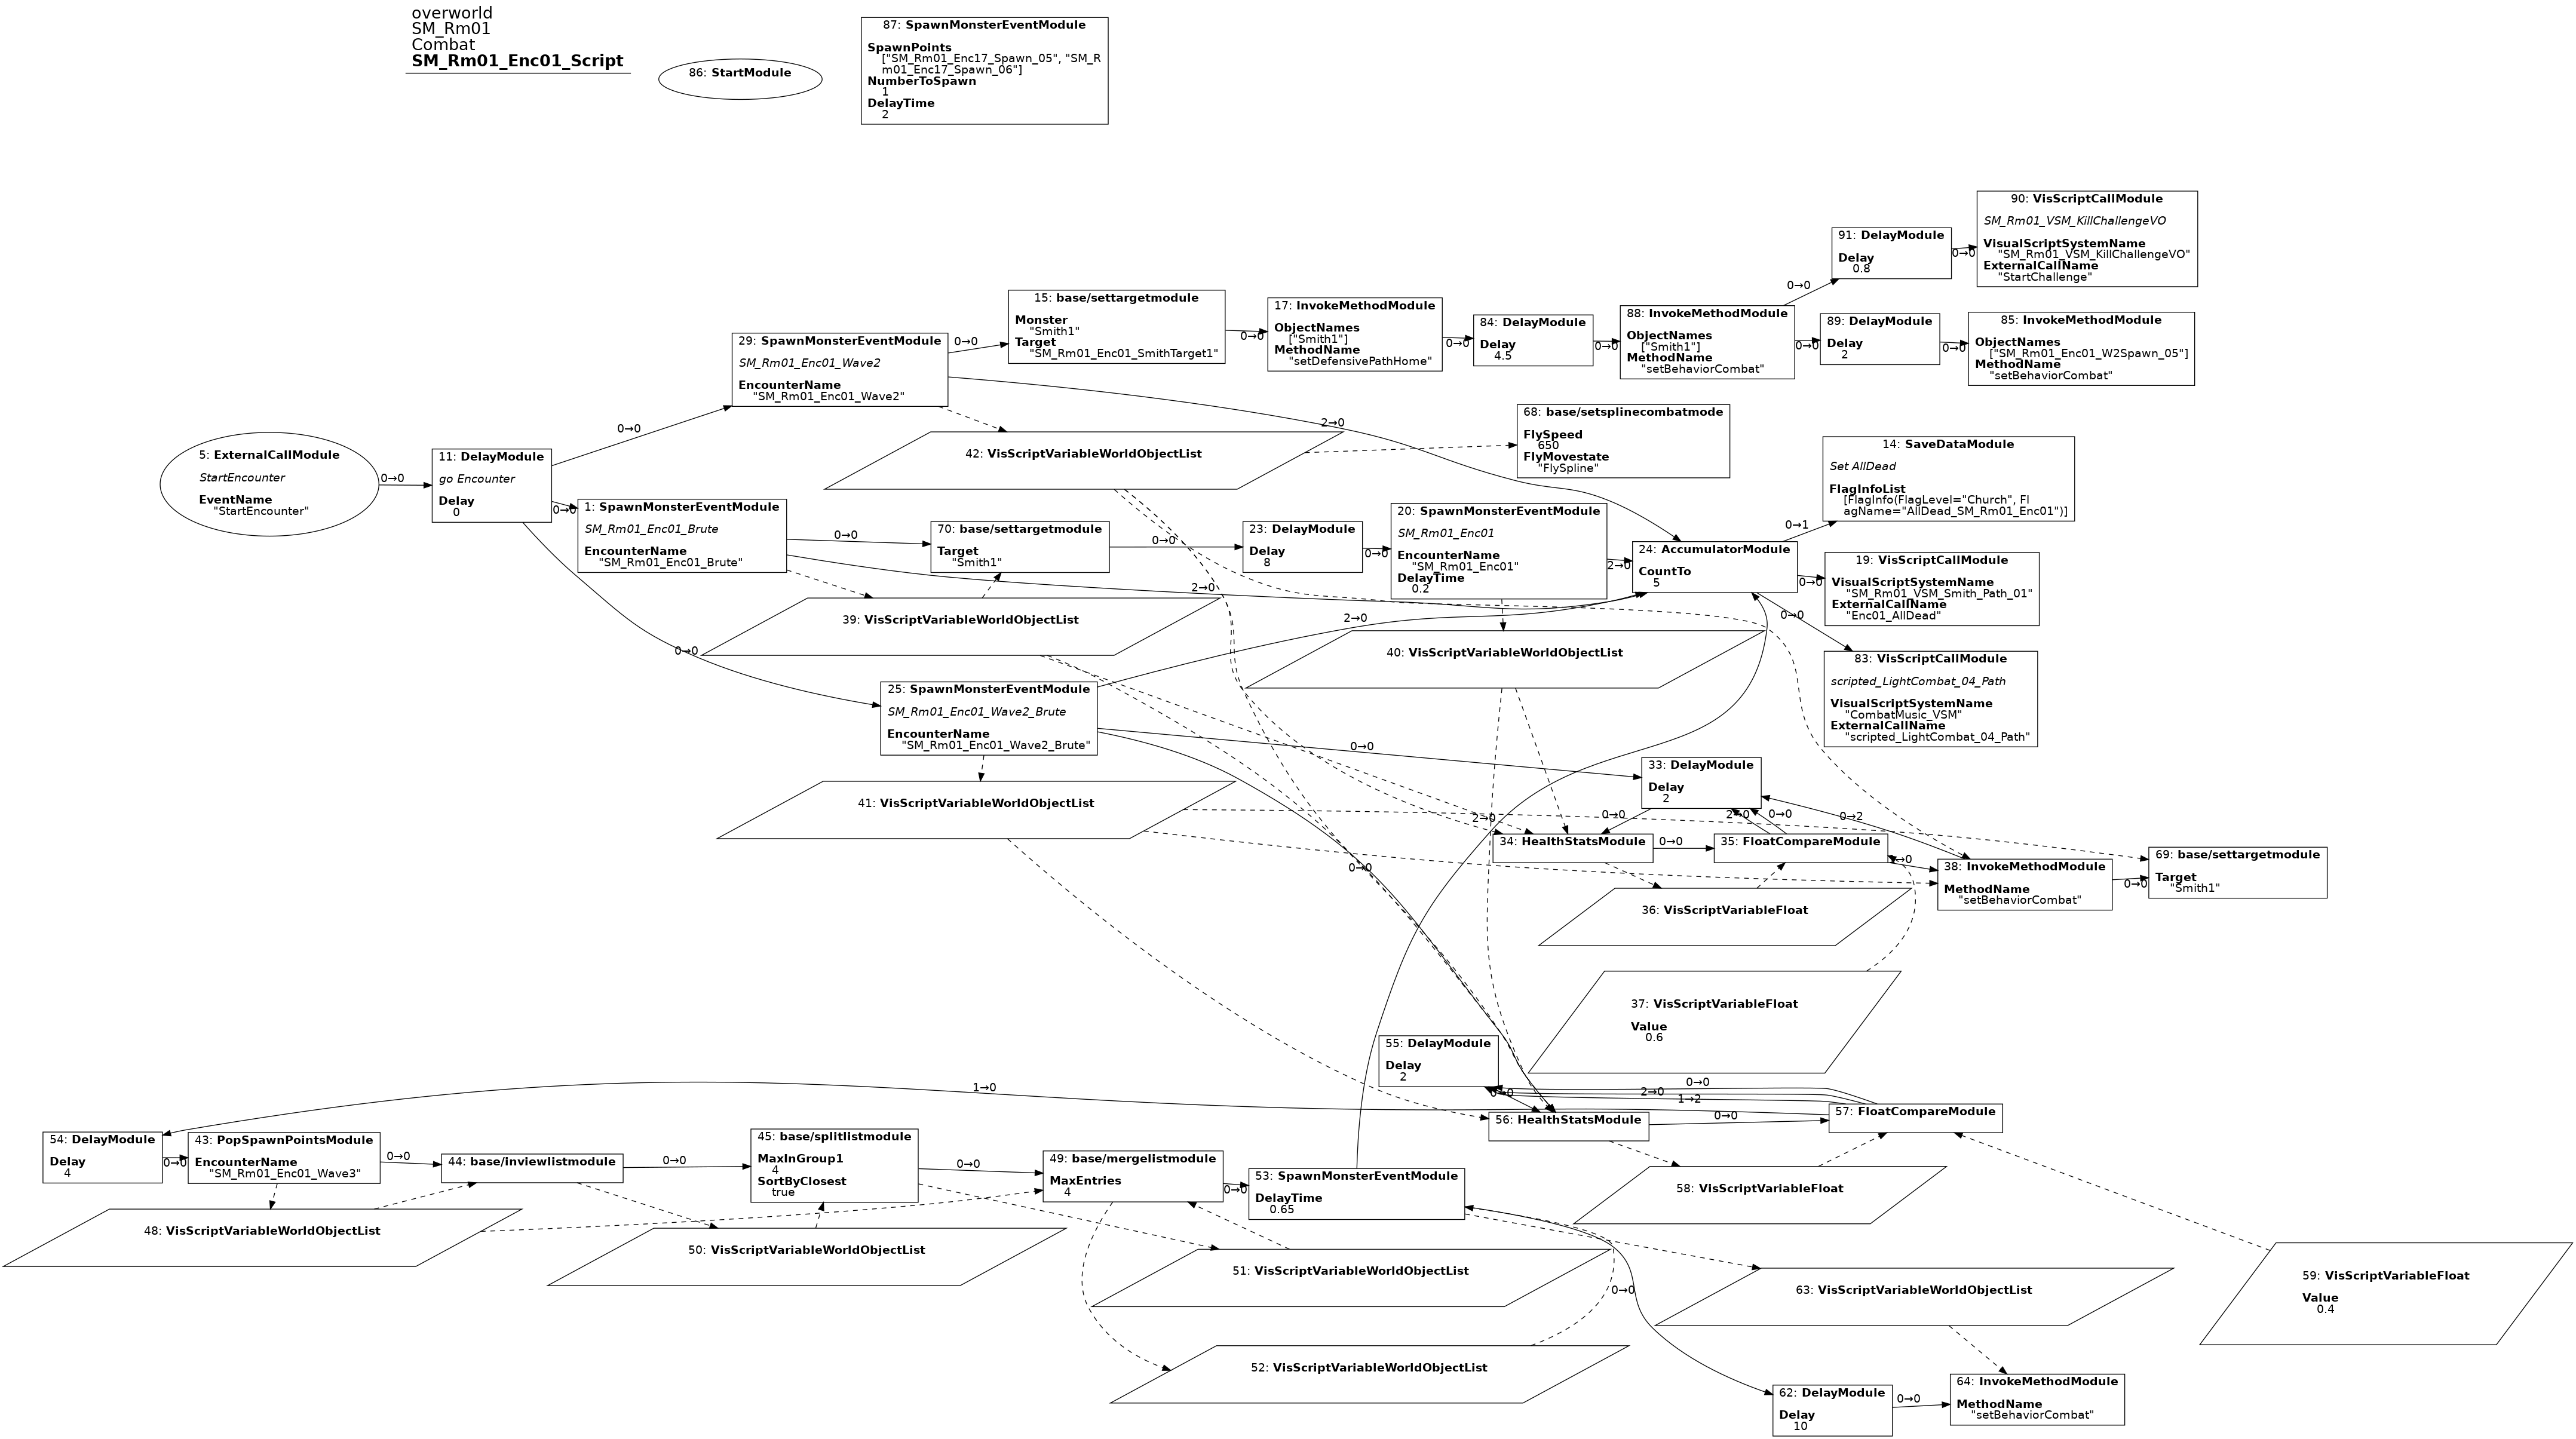 overworld
SM_Rm01
Combat
SM_Rm01_Enc01_Script
86: StartModule
87: SpawnMonsterEventModule
SpawnPoints
["SM_Rm01_Enc17_Spawn_05", "SM_R
m01_Enc17_Spawn_06"]
NumberToSpawn
1
DelayTime
2
90: VisScriptCallModule
SM_Rm01_VSM_KillChallengeVO
VisualScriptSystemName
"SM_Rm01_VSM_KillChallengeVO"
ExternalCallName
"StartChallenge"
91: DelayModule
Delay
0.8
0→0
0→0
15: base/settargetmodule
Monster
"Smith1"
Target
"SM_Rm01_Enc01_SmithTarget1"
0→0
17: InvokeMethodModule
ObjectNames
["Smith1"]
MethodName
"setDefensivePathHome"
0→0
84: DelayModule
Delay
4.5
0→0
88: InvokeMethodModule
ObjectNames
["Smith1"]
MethodName
"setBehaviorCombat"
0→0
89: DelayModule
Delay
2
0→0
85: InvokeMethodModule
ObjectNames
["SM_Rm01_Enc01_W2Spawn_05"]
MethodName
"setBehaviorCombat"
29: SpawnMonsterEventModule
SM_Rm01_Enc01_Wave2
EncounterName
"SM_Rm01_Enc01_Wave2"
0→0
2→0
0→0
68: base/setsplinecombatmode
FlySpeed
650
FlyMovestate
"FlySpline"
5: ExternalCallModule
StartEncounter
EventName
"StartEncounter"
0→0
11: DelayModule
go Encounter
Delay
0
0→0
42: VisScriptVariableWorldObjectList
14: SaveDataModule
Set AllDead
FlagInfoList
[FlagInfo(FlagLevel="Church", Fl
agName="AllDead_SM_Rm01_Enc01")]
0→1
1: SpawnMonsterEventModule
SM_Rm01_Enc01_Brute
EncounterName
"SM_Rm01_Enc01_Brute"
0→0
2→0
70: base/settargetmodule
Target
"Smith1"
0→0
23: DelayModule
Delay
8
0→0
20: SpawnMonsterEventModule
SM_Rm01_Enc01
EncounterName
"SM_Rm01_Enc01"
DelayTime
0.2
2→0
24: AccumulatorModule
CountTo
5
0→0
19: VisScriptCallModule
VisualScriptSystemName
"SM_Rm01_VSM_Smith_Path_01"
ExternalCallName
"Enc01_AllDead"
0→0
39: VisScriptVariableWorldObjectList
2→0
0→0
40: VisScriptVariableWorldObjectList
83: VisScriptCallModule
scripted_LightCombat_04_Path
VisualScriptSystemName
"CombatMusic_VSM"
ExternalCallName
"scripted_LightCombat_04_Path"
25: SpawnMonsterEventModule
SM_Rm01_Enc01_Wave2_Brute
EncounterName
"SM_Rm01_Enc01_Wave2_Brute"
0→0
33: DelayModule
Delay
2
41: VisScriptVariableWorldObjectList
2→0
0→0
2→0
0→0
0→2
34: HealthStatsModule
0→0
35: FloatCompareModule
38: InvokeMethodModule
MethodName
"setBehaviorCombat"
0→0
69: base/settargetmodule
Target
"Smith1"
0→0
36: VisScriptVariableFloat
37: VisScriptVariableFloat
Value
0.6
55: DelayModule
Delay
2
1→0
0→0
0→0
2→0
1→2
56: HealthStatsModule
0→0
57: FloatCompareModule
54: DelayModule
Delay
4
0→0
43: PopSpawnPointsModule
EncounterName
"SM_Rm01_Enc01_Wave3"
0→0
44: base/inviewlistmodule
0→0
45: base/splitlistmodule
MaxInGroup1
4
SortByClosest
true
0→0
49: base/mergelistmodule
MaxEntries
4
0→0
53: SpawnMonsterEventModule
DelayTime
0.65
58: VisScriptVariableFloat
48: VisScriptVariableWorldObjectList
50: VisScriptVariableWorldObjectList
51: VisScriptVariableWorldObjectList
0→0
63: VisScriptVariableWorldObjectList
59: VisScriptVariableFloat
Value
0.4
52: VisScriptVariableWorldObjectList
62: DelayModule
Delay
10
0→0
64: InvokeMethodModule
MethodName
"setBehaviorCombat"